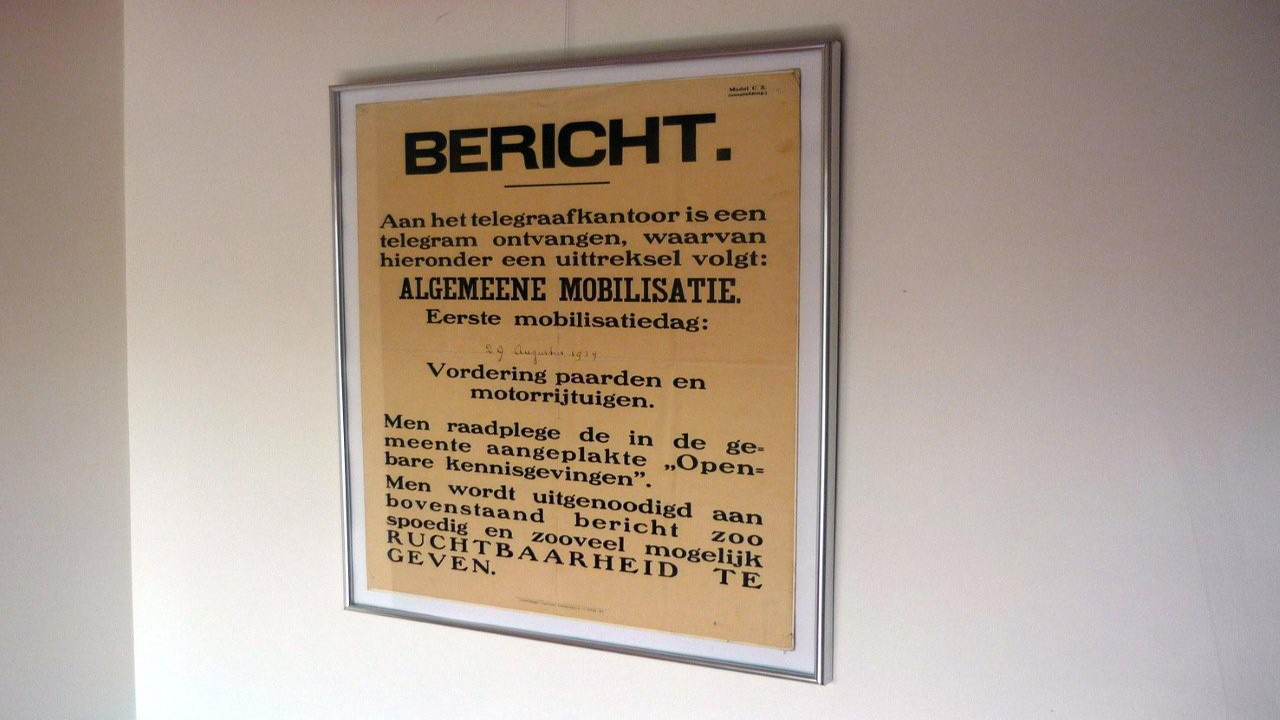 Model C 3.
BERICHT.
Aan het telegraafkantoor is een
telegram ontvangen, waarvan
hieronder een uittreksel volgt:
ALGEMEENE MOBILISATIE.
Eerste mobilisatiedag:
29 Augustus 1939.
Vordering paarden en
motorrijtuigen.
Men raadplege de in de ge=
meente aangeplakte „Open=
bare kennisgevingen”.
Men wordt uitgenoodigd aan
bovenstaand bericht zoo
spoedig en zooveel mogelijk
RUCHTBAARHEID TE
GEVEN.